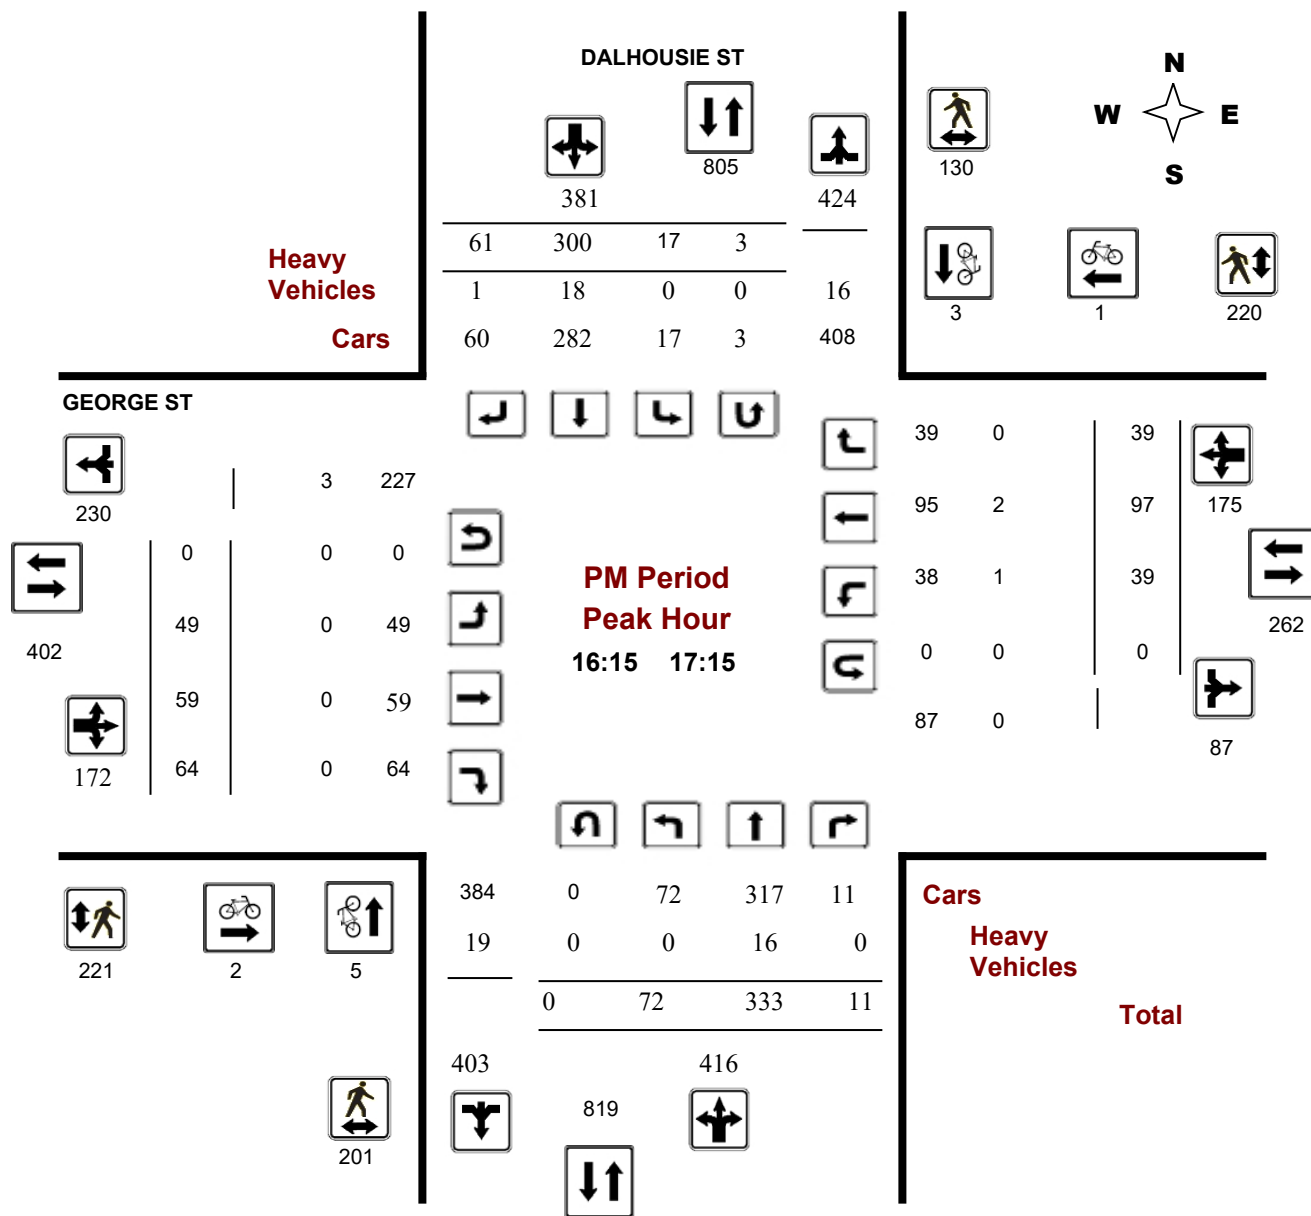 DALHOUSIE ST
N
W E
S
805
130
381 424
61 300 17 3
Heavy
Vehicles
1 18 0 0 16
3 1 220
Cars 60 282 17 3 408
GEORGE ST
39 0 39
3 227
230
95 2 97 175
0 0 0
PM Period
38 1 39
Peak Hour
49 0 49
262
402
16:15 17:15
0 0 0
59 0 59
87 0
87
172 64 0 64
384 0 72 317 11 Cars
19 0 0 16 0 Heavy
Vehicles
221 2 5
0 72 333 11
Total
403 416
819
201